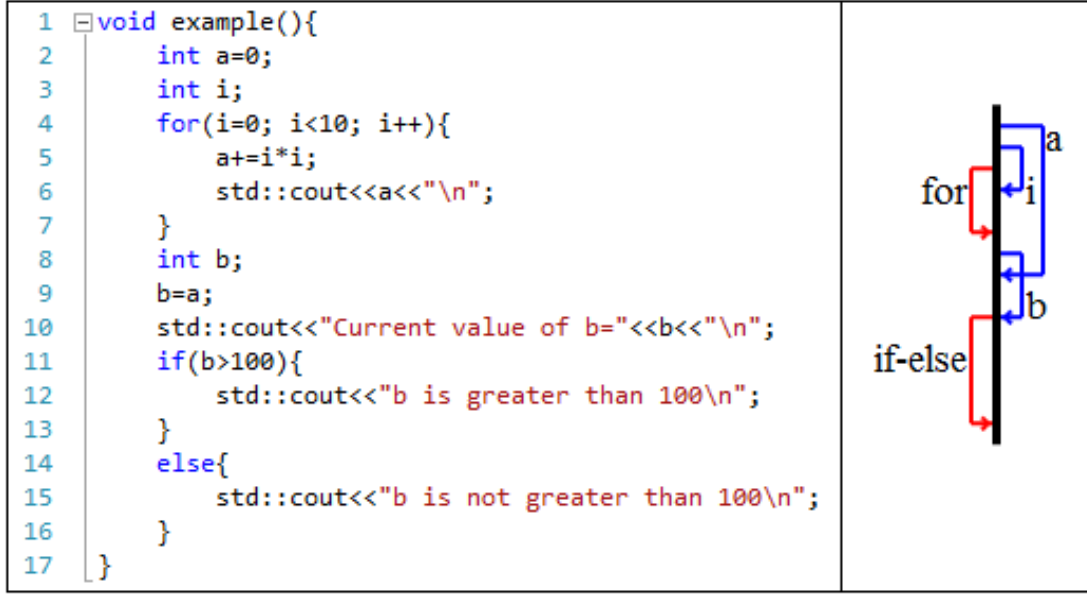 1 void example(){
2 int a=0;
3 int i;
4 for(i=0; i<10; i++){
5 a+=i*i;
6 std::cout<<a<<"\n";
7 }
8 int b;
9 b=a;
10 std::cout<<"Current value of b="<<b<<"\n";
11 if(b>100){
12 std::cout<<"b is greater than 100\n";
13 }
14 else{
15 std::cout<<"b is not greater than 100\n";
16 }
17 }
a
for i
b
if-else